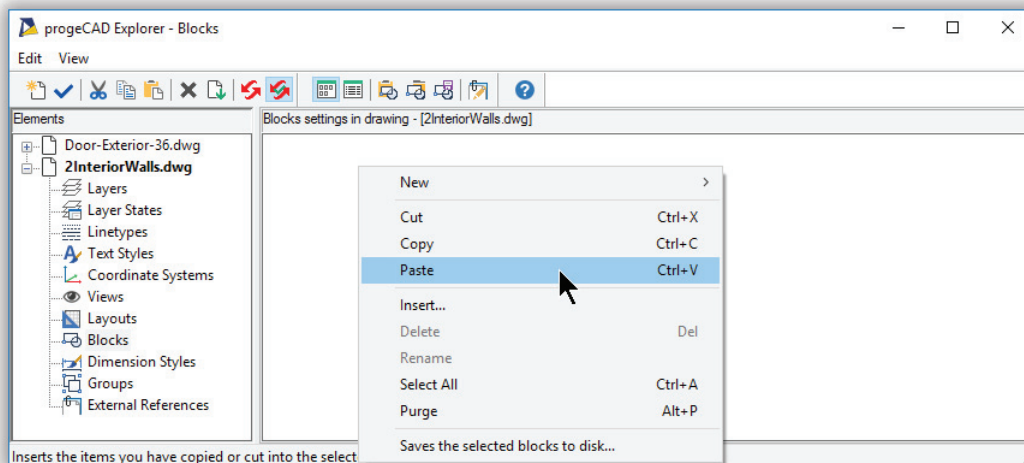 progeCAD Explorer - Blocks
Edit View
Elements
Blocks settings in drawing - [2InteriorWalls.dwg]
Door-Exterior-36.dwg
2InteriorWalls.dwg
Layers
Layer States
Linetypes
Text Styles
Coordinate Systems
Views
Layouts
Blocks
Dimension Styles
Groups
External References
New
Cut Ctrl+X
Copy Ctrl+C
Paste Ctrl+V
Insert...
Delete Del
Rename
Select All Ctrl+A
Purge Alt+P
Saves the selected blocks to disk...
Inserts the items you have copied or cut into the select